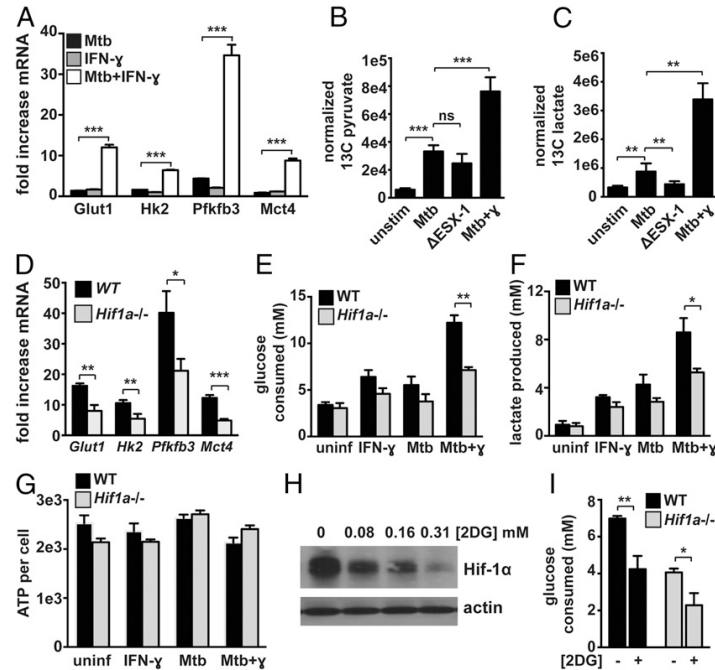 A
Mtb
IFN-ɣ
Mtb+IFN-ɣ
fold increase mRNA
40
30
20
10
0
***
***
***
***
Glut1 Hk2 Pfkfb3 Mct4
B
normalized
13C pyruvate
1e5
8e4
6e4
4e4
2e4
0
***
ns
***
unstim
Mtb
ΔESX-1
Mtb+ɣ
C
normalized
13C lactate
5e6
4e6
3e6
2e6
1e6
0
**
**
**
unstim
Mtb
ΔESX-1
Mtb+ɣ
D
WT
Hif1a-/-
fold increase mRNA
50
40
30
20
10
0
**
**
*
***
Glut1 Hk2 Pfkfb3 Mct4
E
WT
Hif1a-/-
glucose
consumed (mM)
15
10
5
0
**
uninf IFN-ɣ Mtb Mtb+ɣ
F
WT
Hif1a-/-
lactate produced (mM)
12
8
4
0
*
uninf IFN-ɣ Mtb Mtb+ɣ
G
WT
Hif1a-/-
ATP per cell
3e3
2e3
1e3
0
uninf IFN-ɣ Mtb Mtb+ɣ
H
0 0.08 0.16 0.31 [2DG] mM
Hif-1α
actin
I
WT
Hif1a-/-
glucose
consumed (mM)
8
6
4
2
0
**
*
[2DG] - + - +